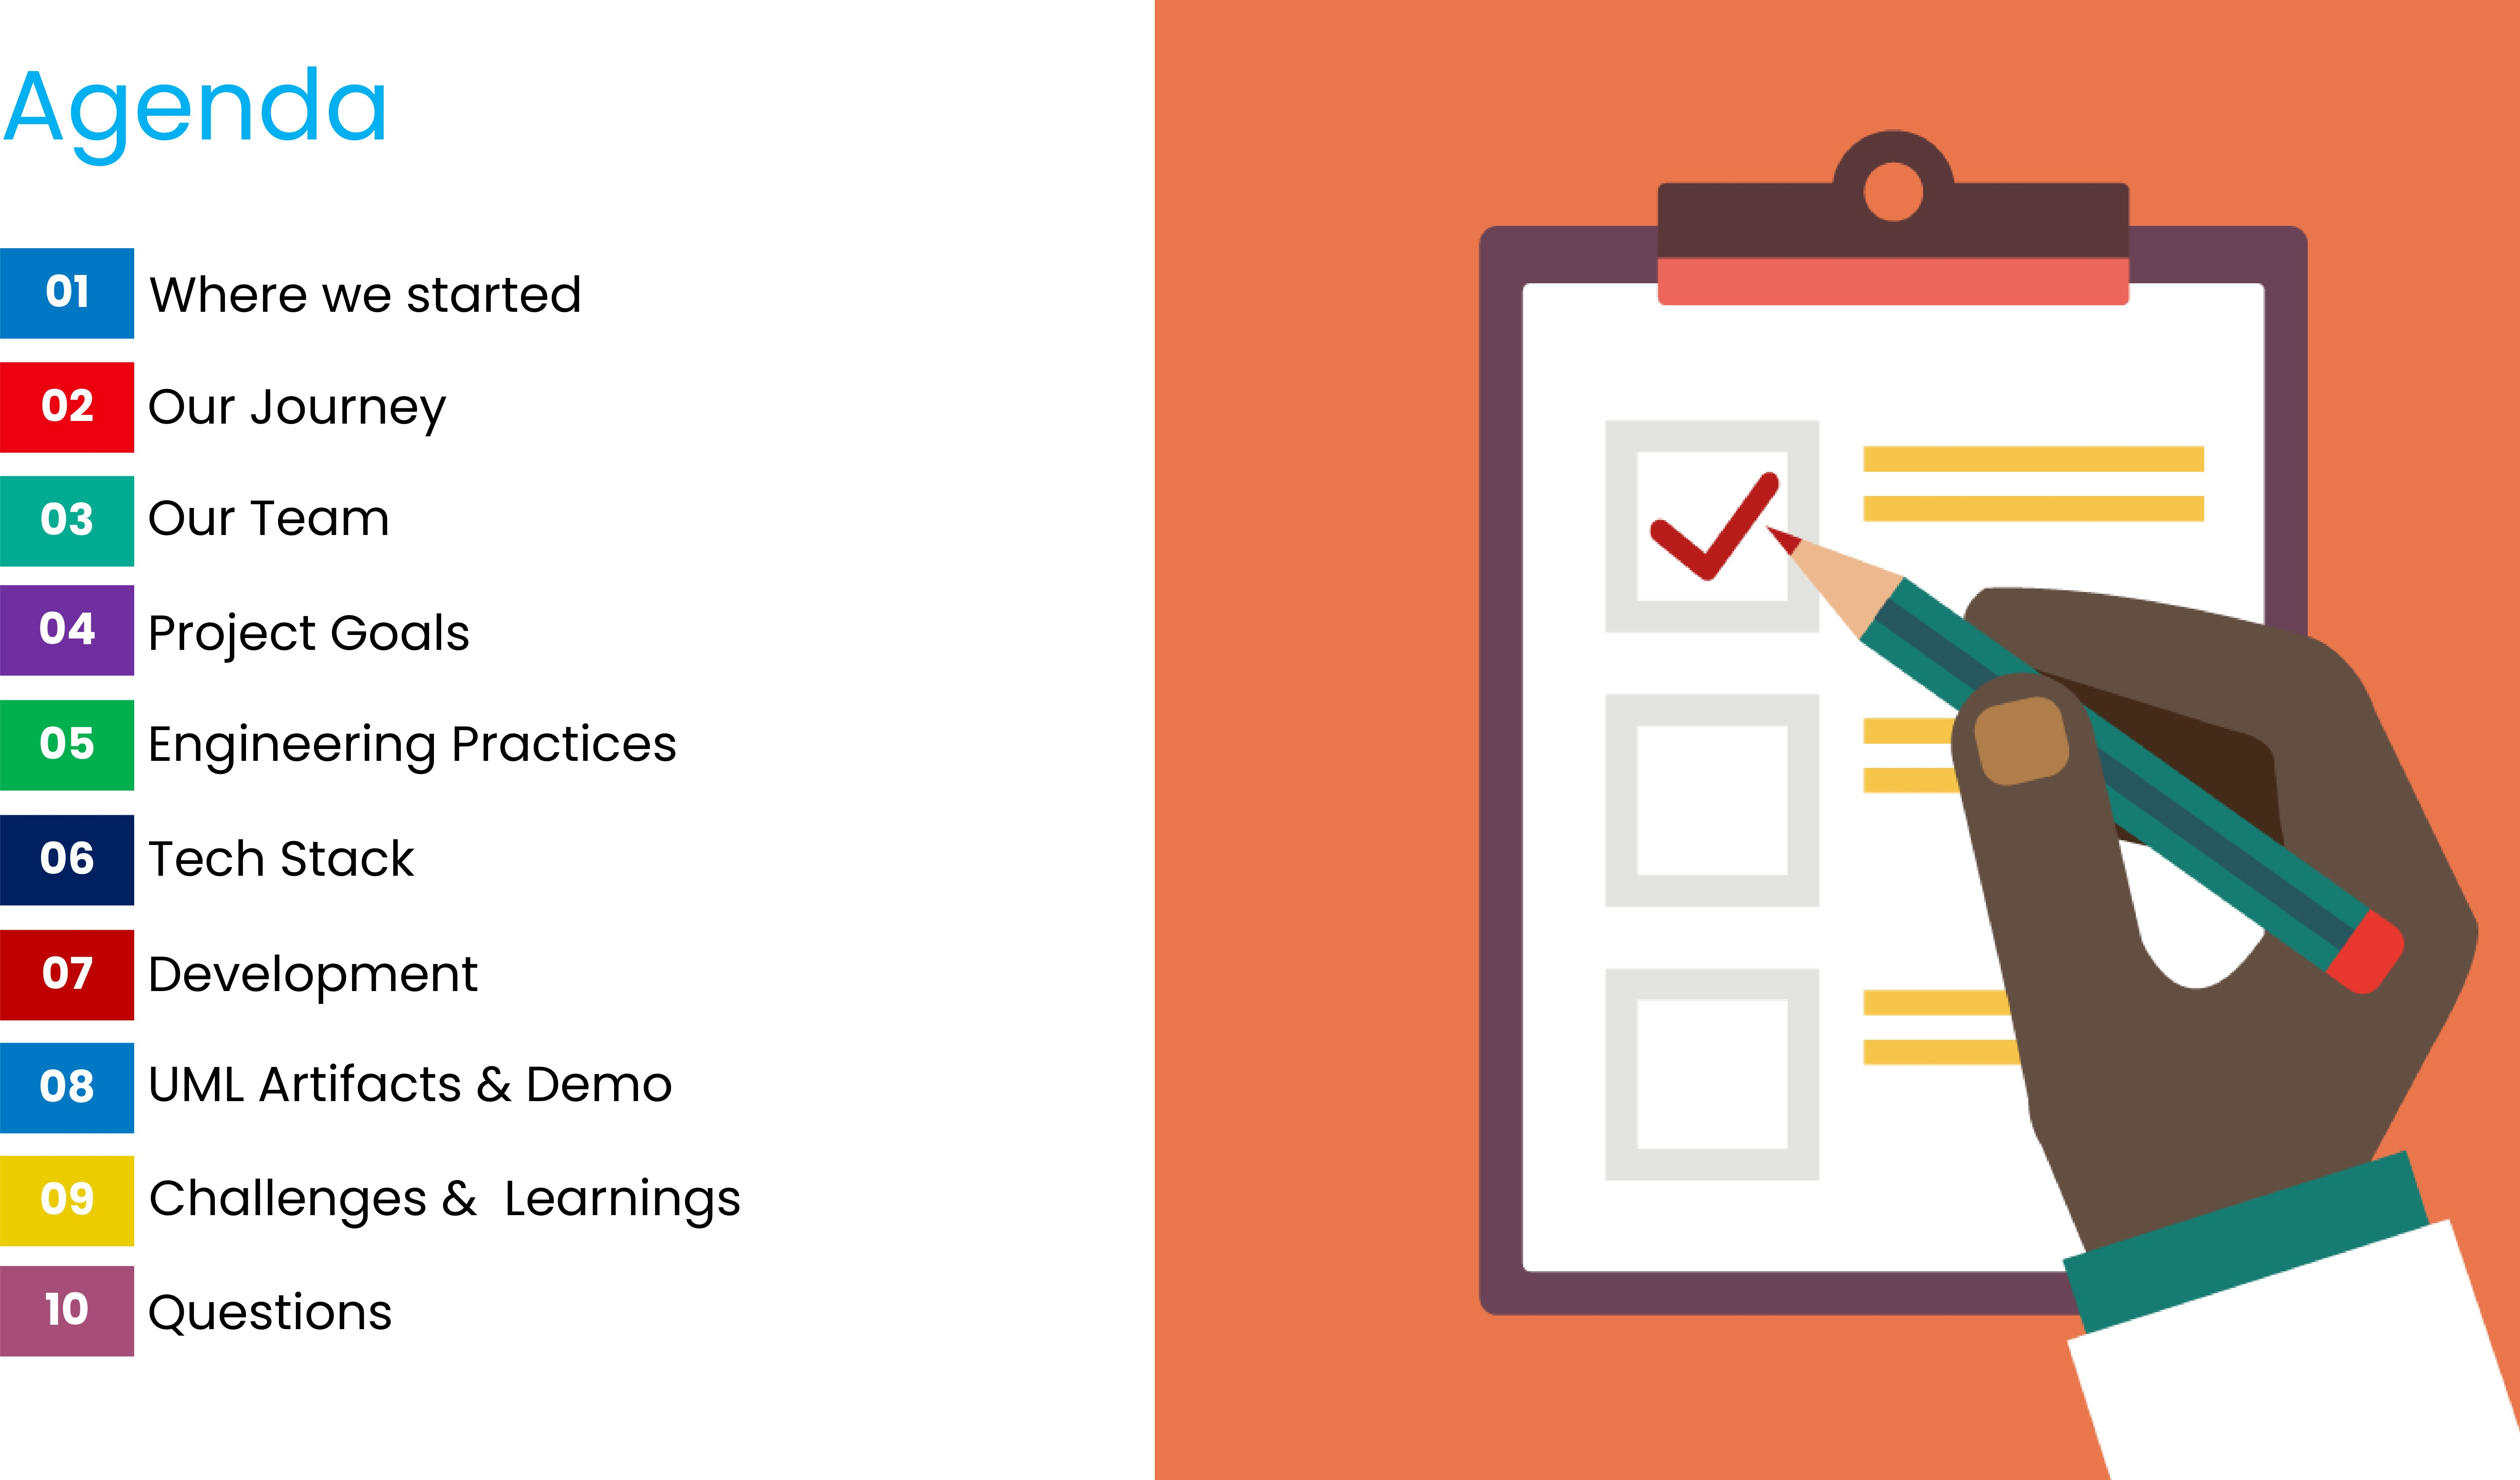 Agenda
01 Where we started
02 Our Journey
03 Our Team
04 Project Goals
05 Engineering Practices
06 Tech Stack
07 Development
08 UML Artifacts & Demo
09 Challenges &  Learnings
10 Questions